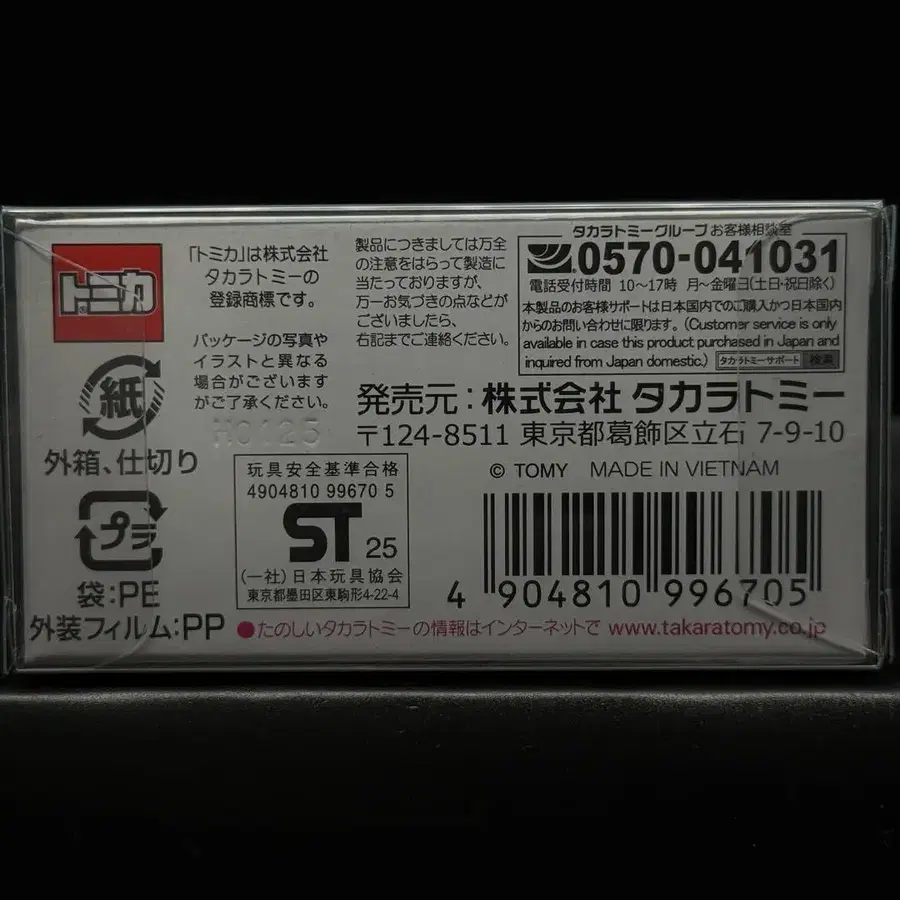 トミカ
「トミカ」は株式会社
タカラトミーの
登録商標です。
パッケージの写真や
イラストと異なる
場合がございます
がご了承ください。
H0125
製品につきましては万全
の注意をはらって製造に
当たっておりますが、
万一お気づきの点などが
ございましたら、
右記までご連絡ください。
タカラトミーグループお客様相談室
0570-041031
電話受付時間 10〜17時 月〜金曜日(土日・祝日除く)
本製品のお客様サポートは日本国内でのご購入かつ日本国内
からのお問い合わせに限ります。(Customer service is only
available in case this product purchased in Japan and
inquired from Japan domestic.) タカラトミーサポート 検索
発売元：株式会社 タカラトミー
〒124-8511 東京都葛飾区立石 7-9-10
© TOMY MADE IN VIETNAM
紙
外箱、仕切り
プラ
袋：PE
外装フィルム：PP
玩具安全基準合格
4904810 99670 5
ST 25
(一社)日本玩具協会
東京都墨田区東駒形4-22-4
4 904810 996705
●たのしいタカラトミーの情報はインターネットで www.takaratomy.co.jp